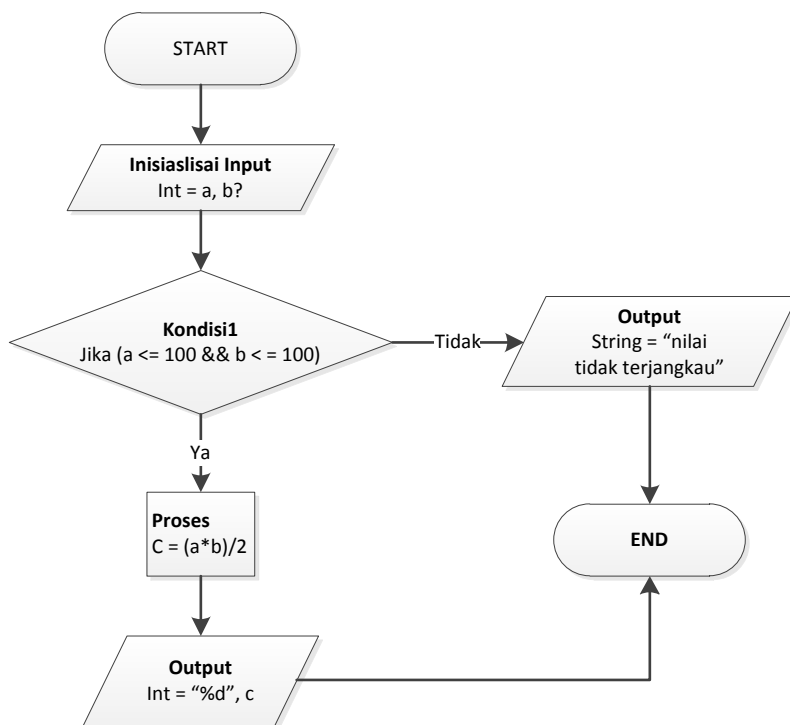 START
Inisiaslisai Input
Int = a, b?
Kondisi1
Jika (a <= 100 && b < = 100)
Tidak
Output
String = “nilai
tidak terjangkau”
Ya
Proses
C = (a*b)/2
END
Output
Int = “%d”, c